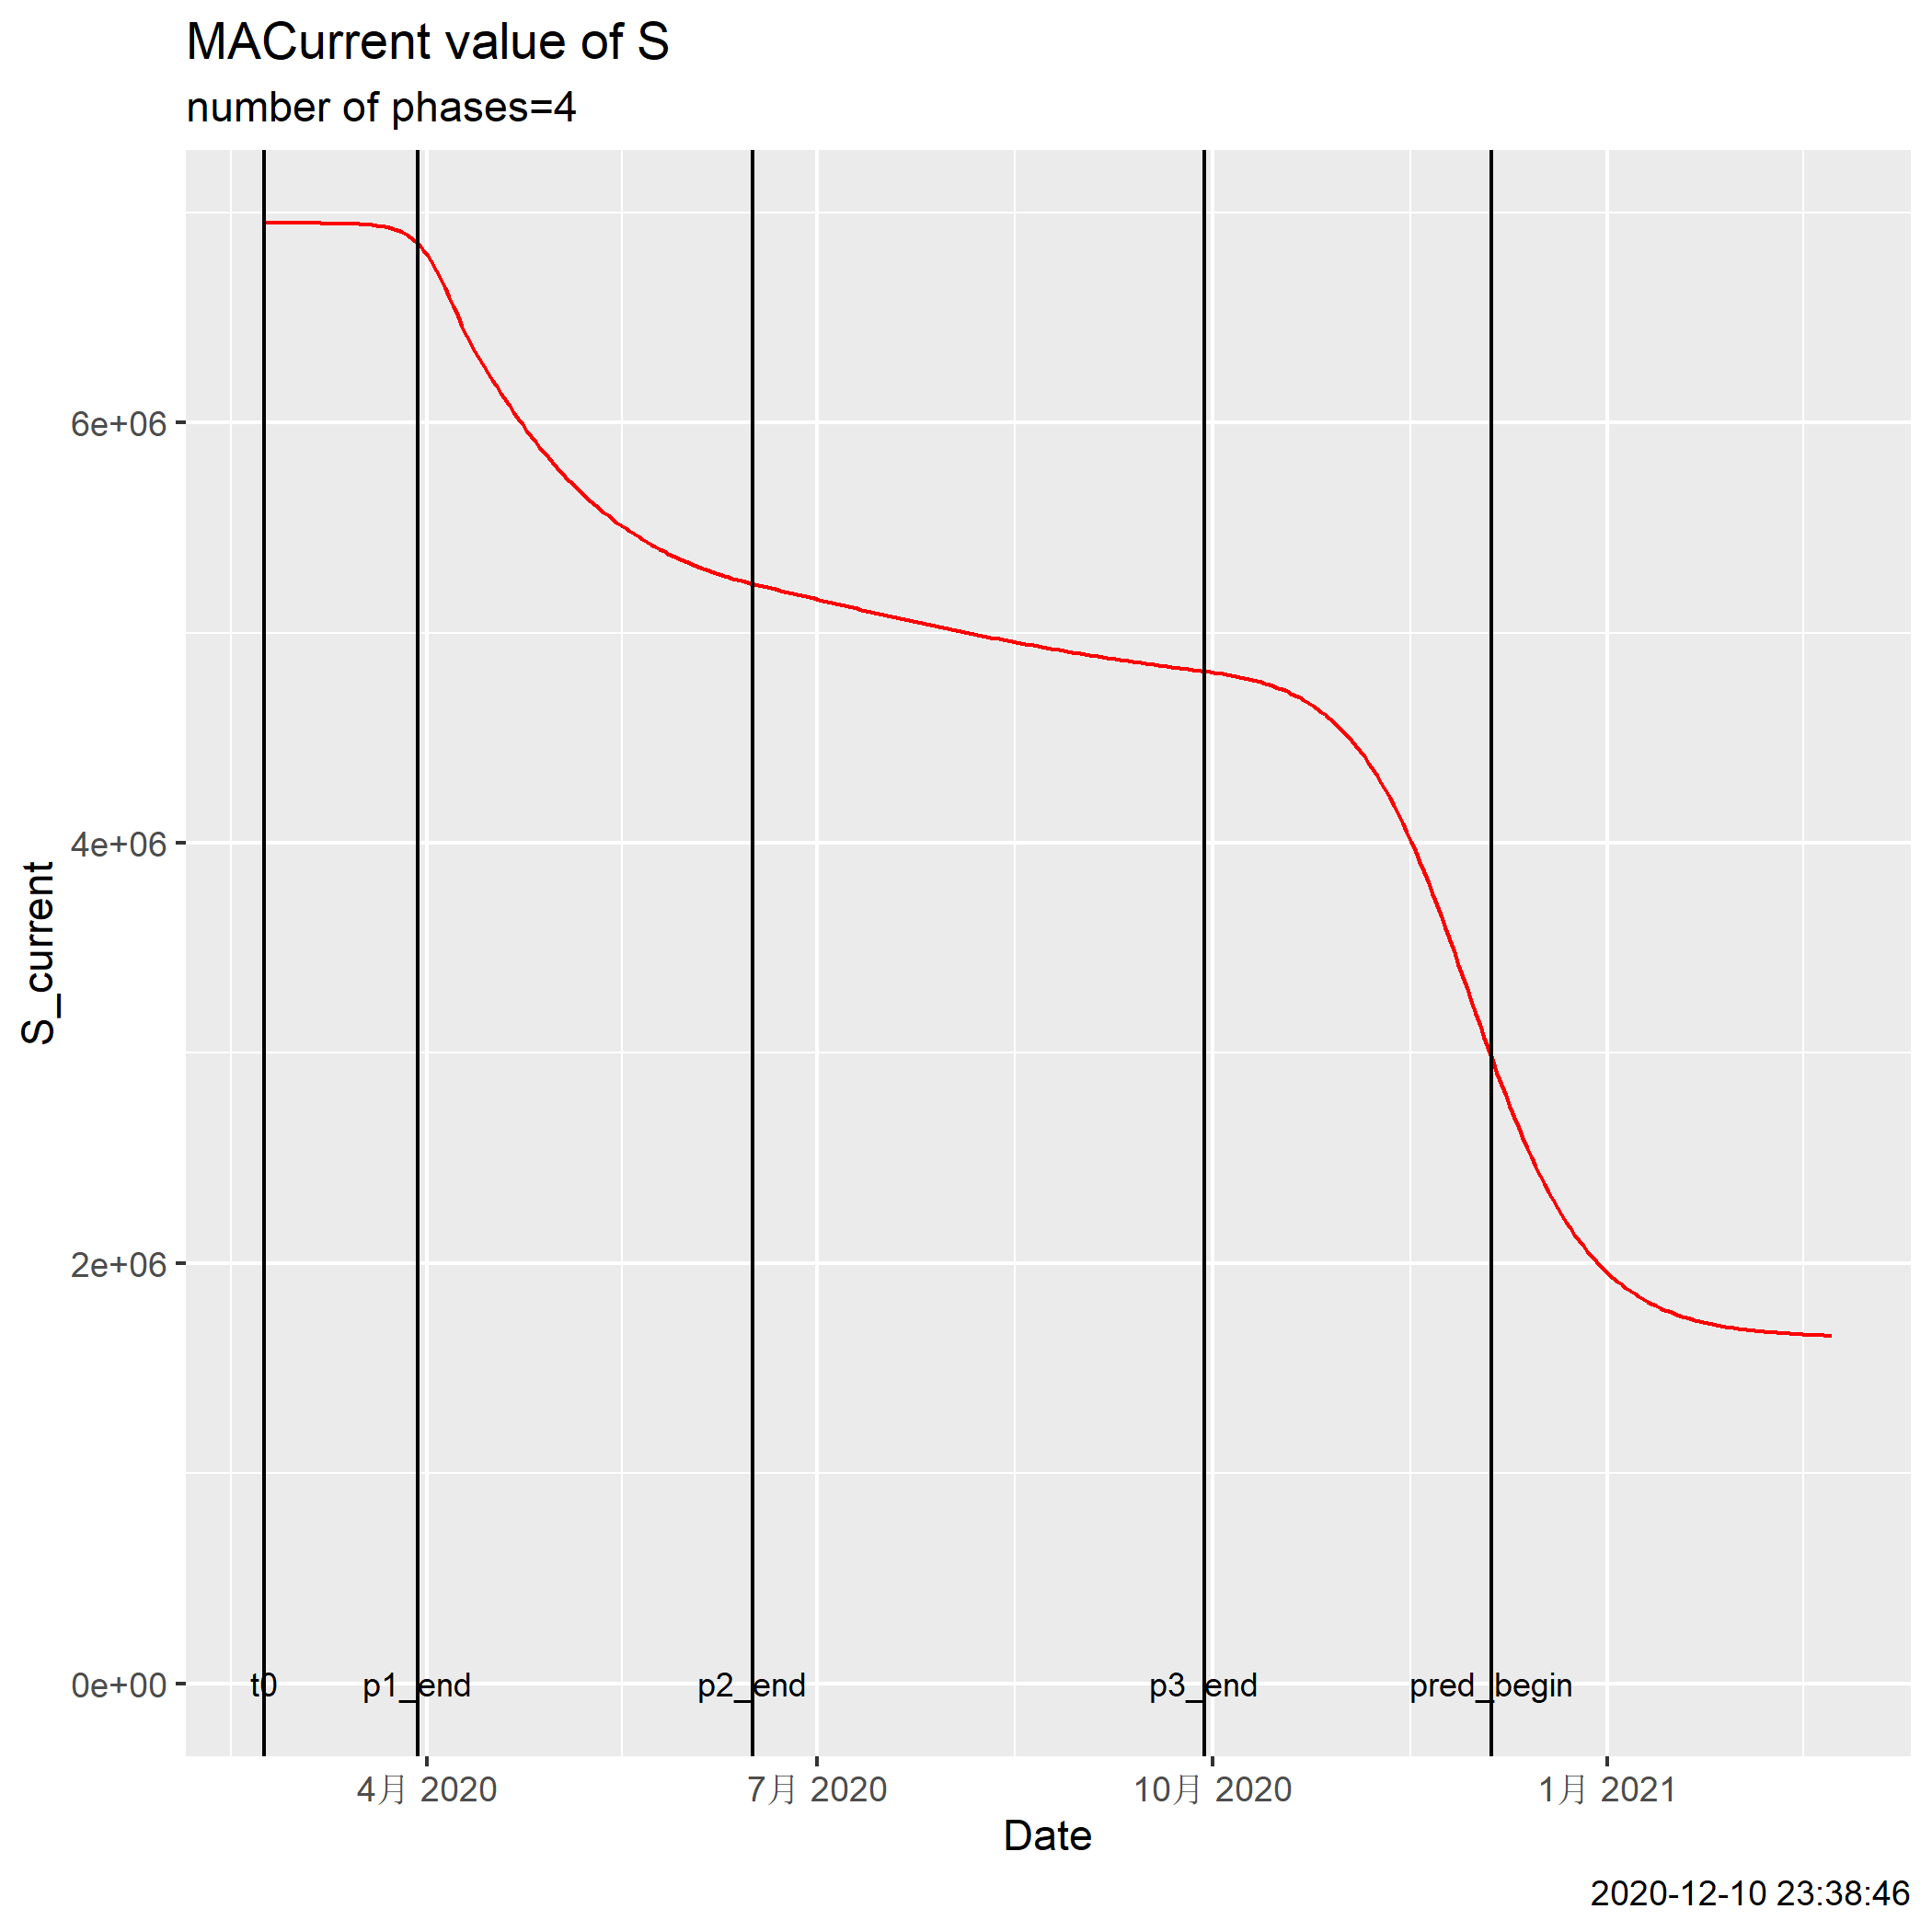 MACurrent value of S
number of phases=4
S_current
6e+06
4e+06
2e+06
0e+00
t0 p1_end p2_end p3_end pred_begin
4月 2020 7月 2020 10月 2020 1月 2021
Date
2020-12-10 23:38:46